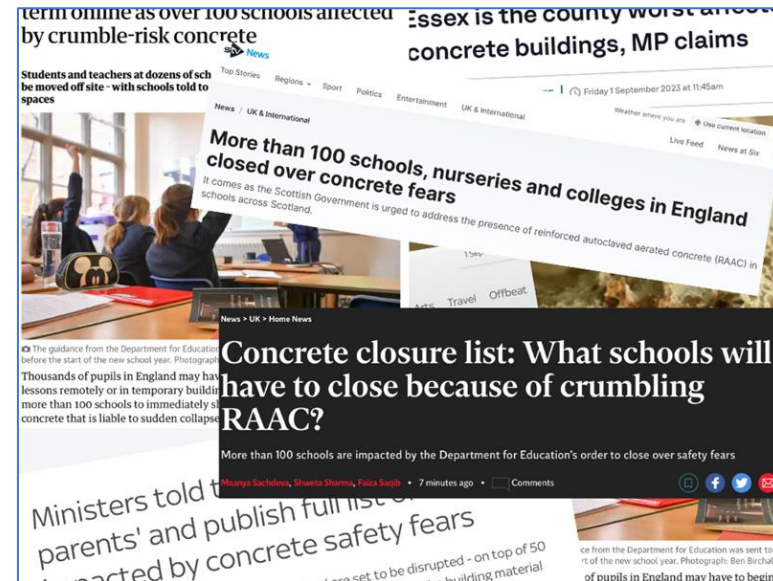 term online as over 100 schools affected
by crumble-risk concrete
Students and teachers at dozens of sch
be moved off site - with schools told to
spaces
Essex is the county worst
concrete buildings, MP claims
Friday 1 September 2023 at 11:45am
stv News
Top Stories Regions Sport Politics Entertainment UK & International
Weather where you are Use current location
Live Feed News at Six
News / UK & International
More than 100 schools, nurseries and colleges in England
closed over concrete fears
It comes as the Scottish Government is urged to address the presence of reinforced autoclaved aerated concrete (RAAC) in
schools across Scotland.
Arts Travel Offbeat
The guidance from the Department for Education
before the start of the new school year. Photograph
Thousands of pupils in England may hav
lessons remotely or in temporary buildin
more than 100 schools to immediately s
concrete that is liable to sudden collapse
News > UK > Home News
Concrete closure list: What schools will
have to close because of crumbling
RAAC?
More than 100 schools are impacted by the Department for Education's order to close over safety fears
Maanya Sachdeva, Shweta Sharma, Faiza Saqib • 7 minutes ago • Comments
Ministers told
parents' and publish full list
impacted by concrete safety fears
are set to be disrupted - on top of 50
building material
ce from the Department for Education was sent to
rt of the new school year. Photograph: Ben Birchal
of pupils in England may have to begi